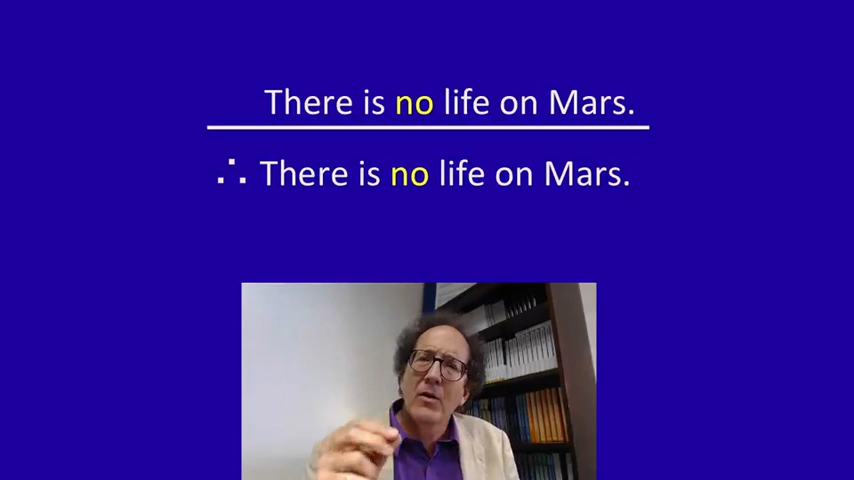 There is no life on Mars.
∴ There is no life on Mars.